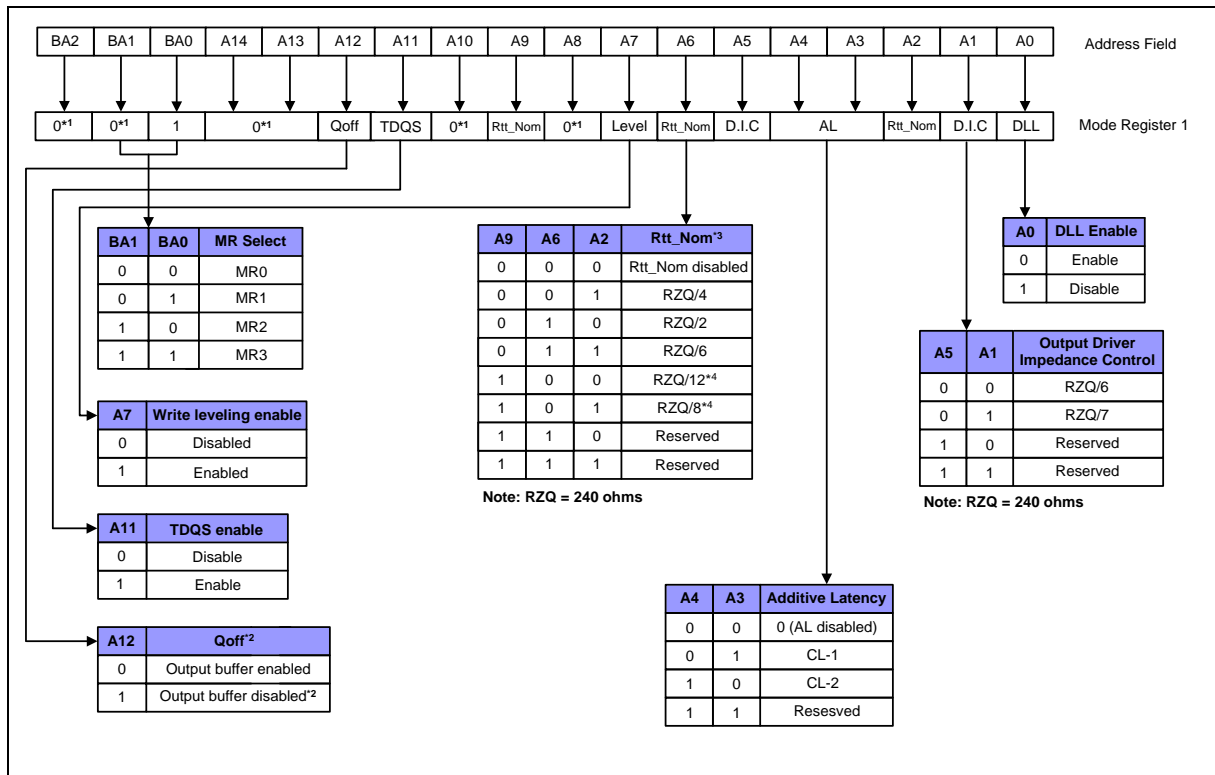 BA2 BA1 BA0 A14 A13 A12 A11 A10 A9 A8 A7 A6 A5 A4 A3 A2 A1 A0 Address Field
0*1 0*1 1 0*1 Qoff TDQS 0*1 Rtt_Nom 0*1 Level Rtt_Nom D.I.C AL Rtt_Nom D.I.C DLL Mode Register 1
BA1 BA0 MR Select
0 0 MR0
0 1 MR1
1 0 MR2
1 1 MR3
A9 A6 A2 Rtt_Nom*3
0 0 0 Rtt_Nom disabled
0 0 1 RZQ/4
0 1 0 RZQ/2
0 1 1 RZQ/6
1 0 0 RZQ/12*4
1 0 1 RZQ/8*4
1 1 0 Reserved
1 1 1 Reserved
Note: RZQ = 240 ohms
A0 DLL Enable
0 Enable
1 Disable
A5 A1 Output Driver
Impedance Control
0 0 RZQ/6
0 1 RZQ/7
1 0 Reserved
1 1 Reserved
Note: RZQ = 240 ohms
A7 Write leveling enable
0 Disabled
1 Enabled
A11 TDQS enable
0 Disable
1 Enable
A12 Qoff*2
0 Output buffer enabled
1 Output buffer disabled*2
A4 A3 Additive Latency
0 0 0 (AL disabled)
0 1 CL-1
1 0 CL-2
1 1 Resesved